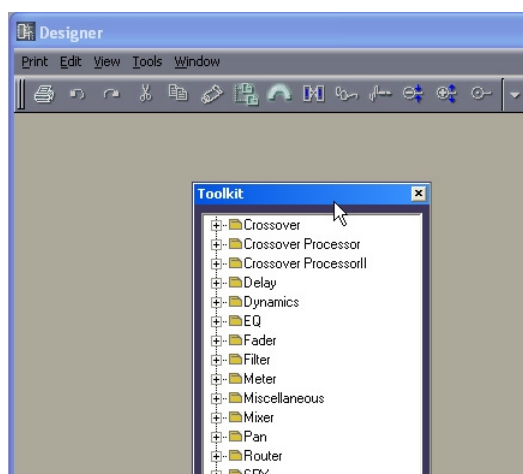 Designer
Print Edit View Tools Window
Toolkit
Crossover
Crossover Processor
Crossover ProcessorII
Delay
Dynamics
EQ
Fader
Filter
Meter
Miscellaneous
Mixer
Pan
Router